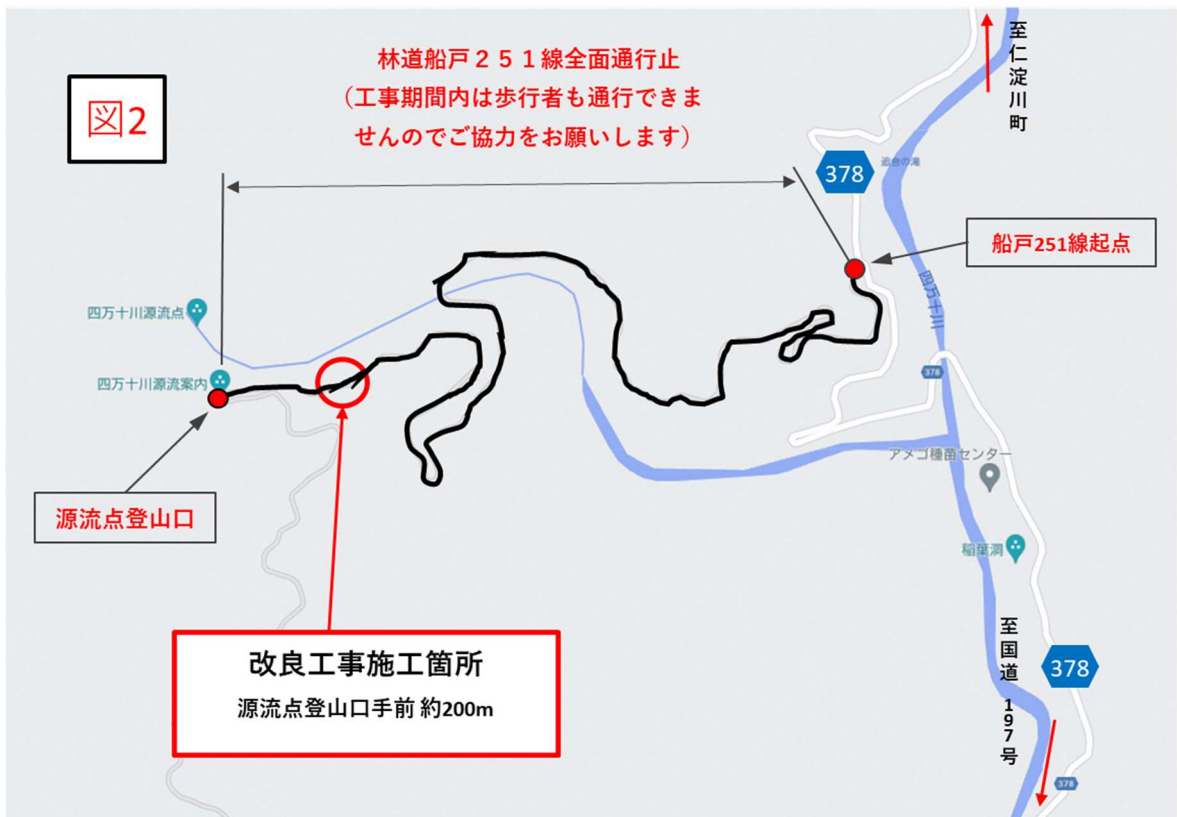 図2
林道船戸２５１線全面通行止
（工事期間内は歩行者も通行できま
せんのでご協力をお願いします）
至仁淀川町
378
船戸251線起点
四万十川
四万十川源流点
四万十川源流案内
378
アメゴ種苗センター
源流点登山口
稲葉洞
改良工事施工箇所
源流点登山口手前 約200m
至国道 197号
378
378